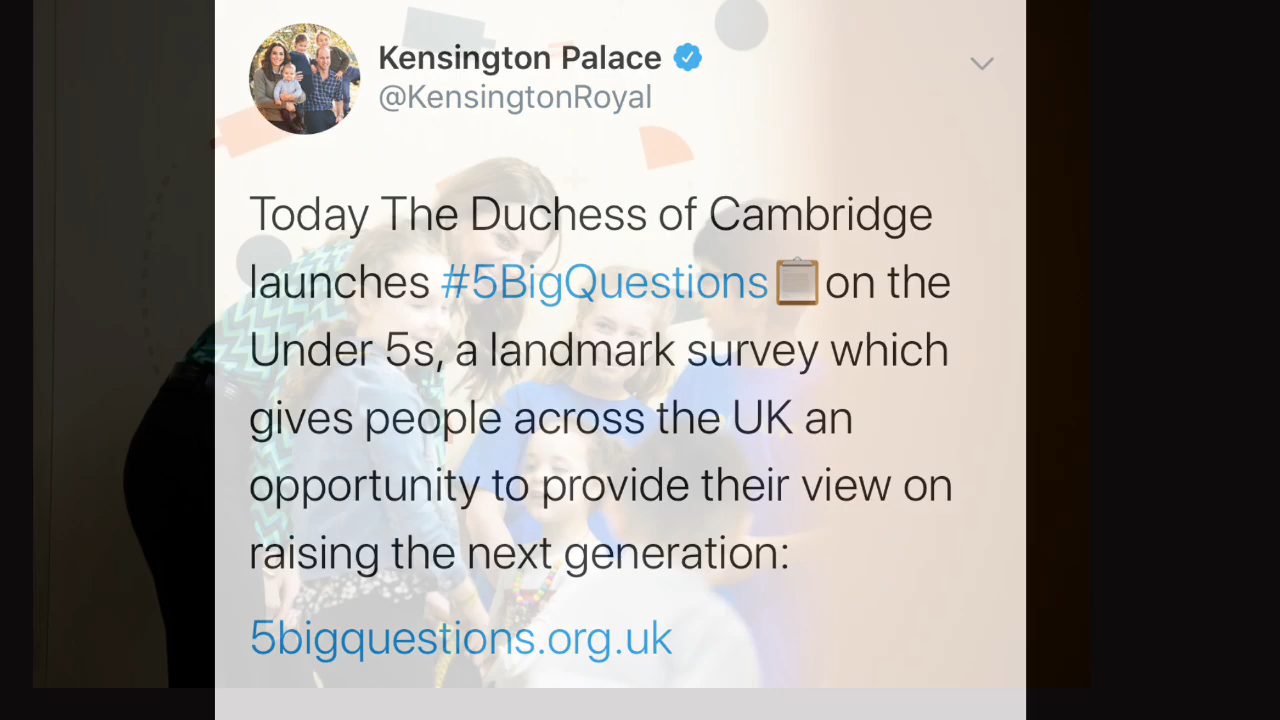 Kensington Palace
@KensingtonRoyal
Today The Duchess of Cambridge
launches #5BigQuestions📋on the
Under 5s, a landmark survey which
gives people across the UK an
opportunity to provide their view on
raising the next generation:
5bigquestions.org.uk